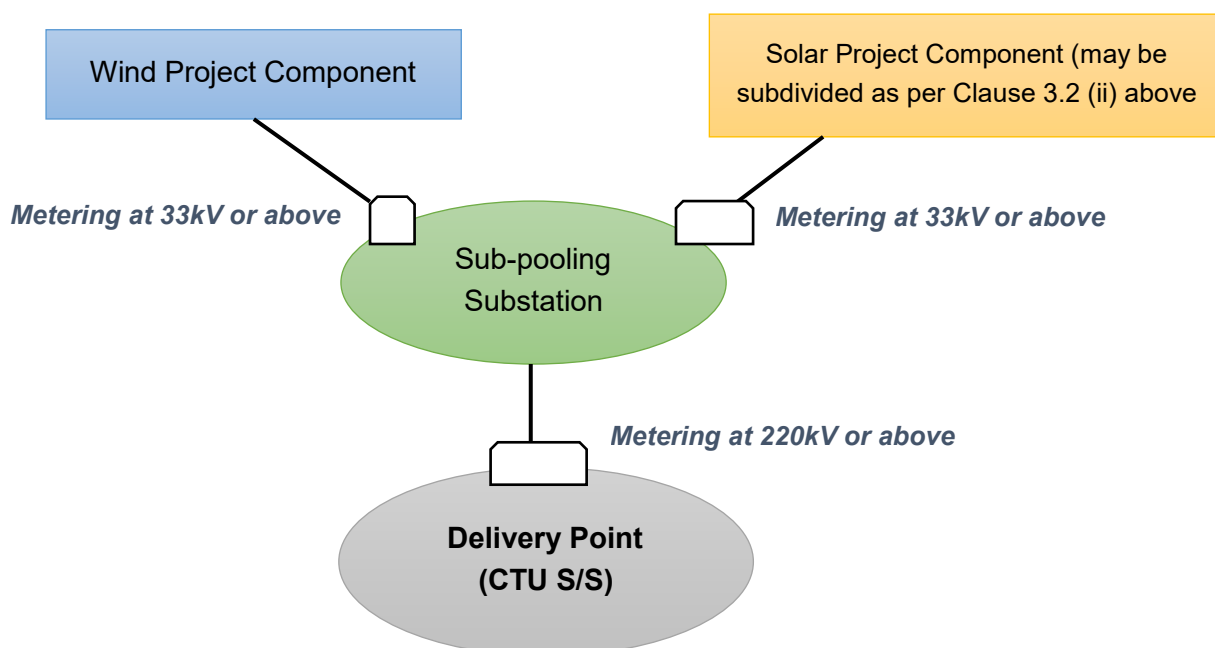 Wind Project Component
Solar Project Component (may be
subdivided as per Clause 3.2 (ii) above
Metering at 33kV or above
Metering at 33kV or above
Sub-pooling
Substation
Metering at 220kV or above
Delivery Point
(CTU S/S)